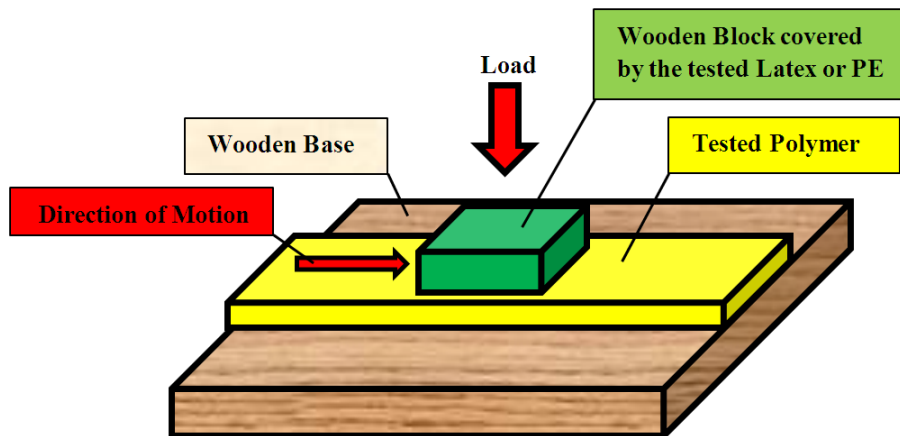 Wooden Block covered
by the tested Latex or PE
Load
Wooden Base
Tested Polymer
Direction of Motion